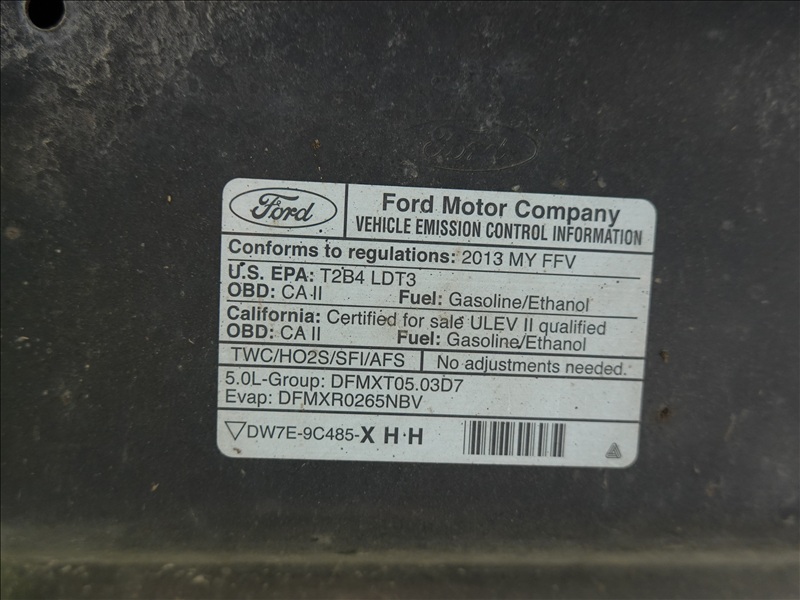 Ford
Ford Motor Company
VEHICLE EMISSION CONTROL INFORMATION
Conforms to regulations: 2013 MY FFV
U.S. EPA: T2B4 LDT3
OBD: CA II Fuel: Gasoline/Ethanol
California: Certified for sale ULEV II qualified
OBD: CA II Fuel: Gasoline/Ethanol
TWC/HO2S/SFI/AFS No adjustments needed.
5.0L-Group: DFMXT05.03D7
Evap: DFMXR0265NBV
DW7E-9C485-X H H